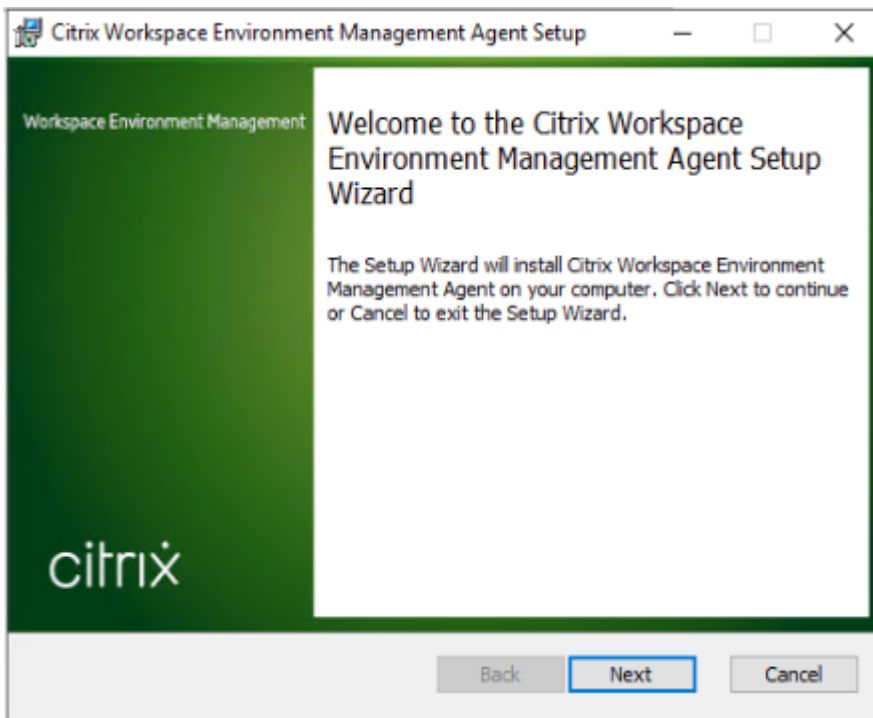 Citrix Workspace Environment Management Agent Setup
Workspace Environment Management
Welcome to the Citrix Workspace
Environment Management Agent Setup
Wizard
The Setup Wizard will install Citrix Workspace Environment
Management Agent on your computer. Click Next to continue
or Cancel to exit the Setup Wizard.
citrix
Back
Next
Cancel